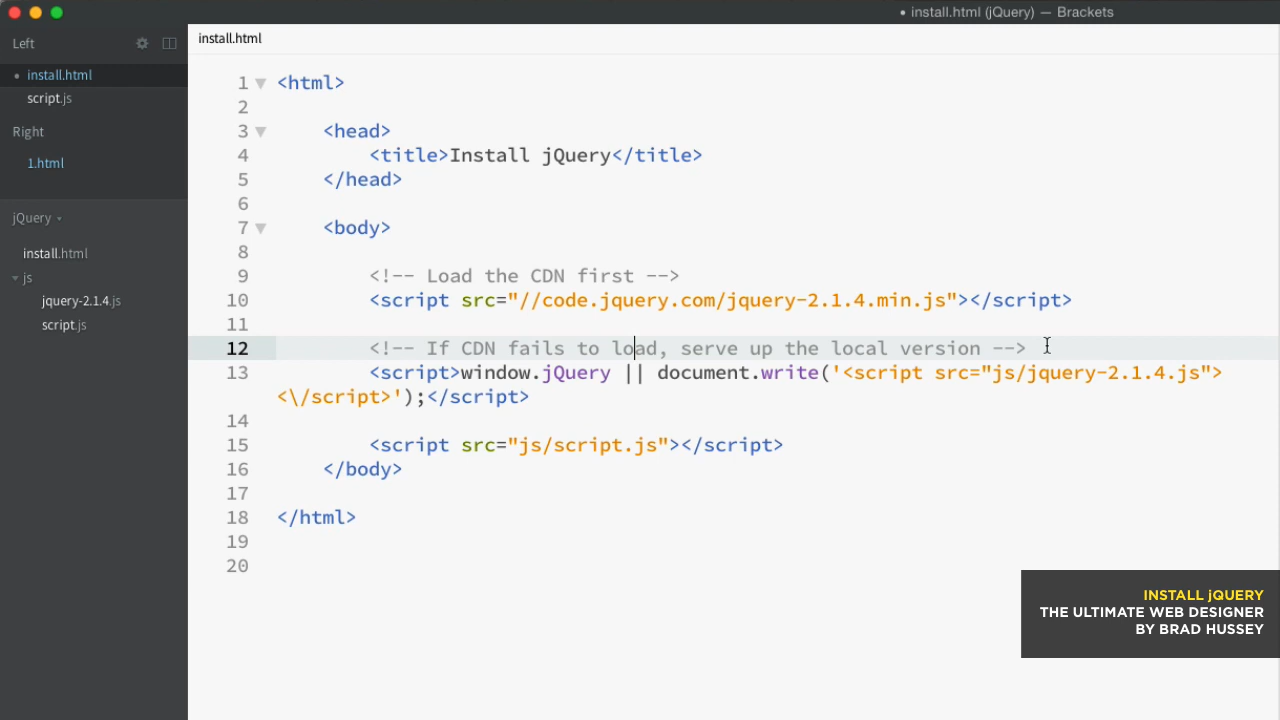 install.html (jQuery) — Brackets
Left
install.html
script.js
Right
1.html
jQuery
install.html
js
jquery-2.1.4.js
script.js
install.html
1 <html>
2
3 <head>
4 <title>Install jQuery</title>
5 </head>
6
7 <body>
8
9 <!-- Load the CDN first -->
10 <script src="//code.jquery.com/jquery-2.1.4.min.js"></script>
11
12 <!-- If CDN fails to load, serve up the local version -->
13 <script>window.jQuery || document.write('<script src="js/jquery-2.1.4.js">
<\/script>');</script>
14
15 <script src="js/script.js"></script>
16 </body>
17
18 </html>
19
20
INSTALL jQUERY
THE ULTIMATE WEB DESIGNER
BY BRAD HUSSEY